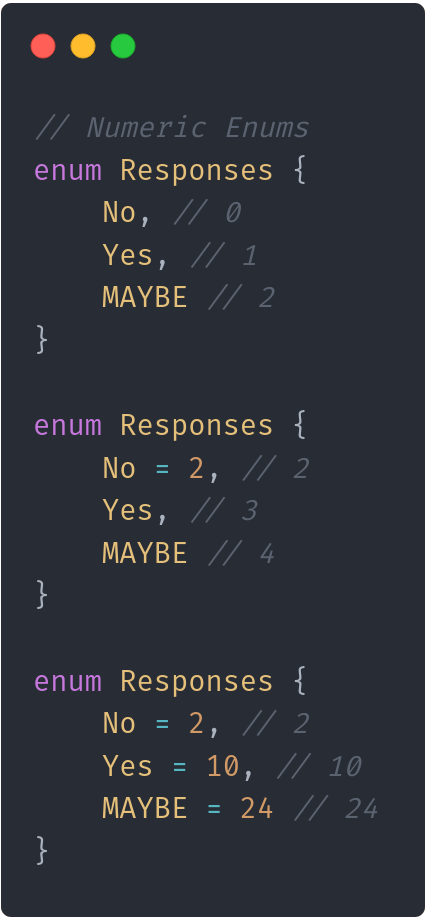 // Numeric Enums
enum Responses {
    No, // 0
    Yes, // 1
    MAYBE // 2
}

enum Responses {
    No = 2, // 2
    Yes, // 3
    MAYBE // 4
}

enum Responses {
    No = 2, // 2
    Yes = 10, // 10
    MAYBE = 24 // 24
}